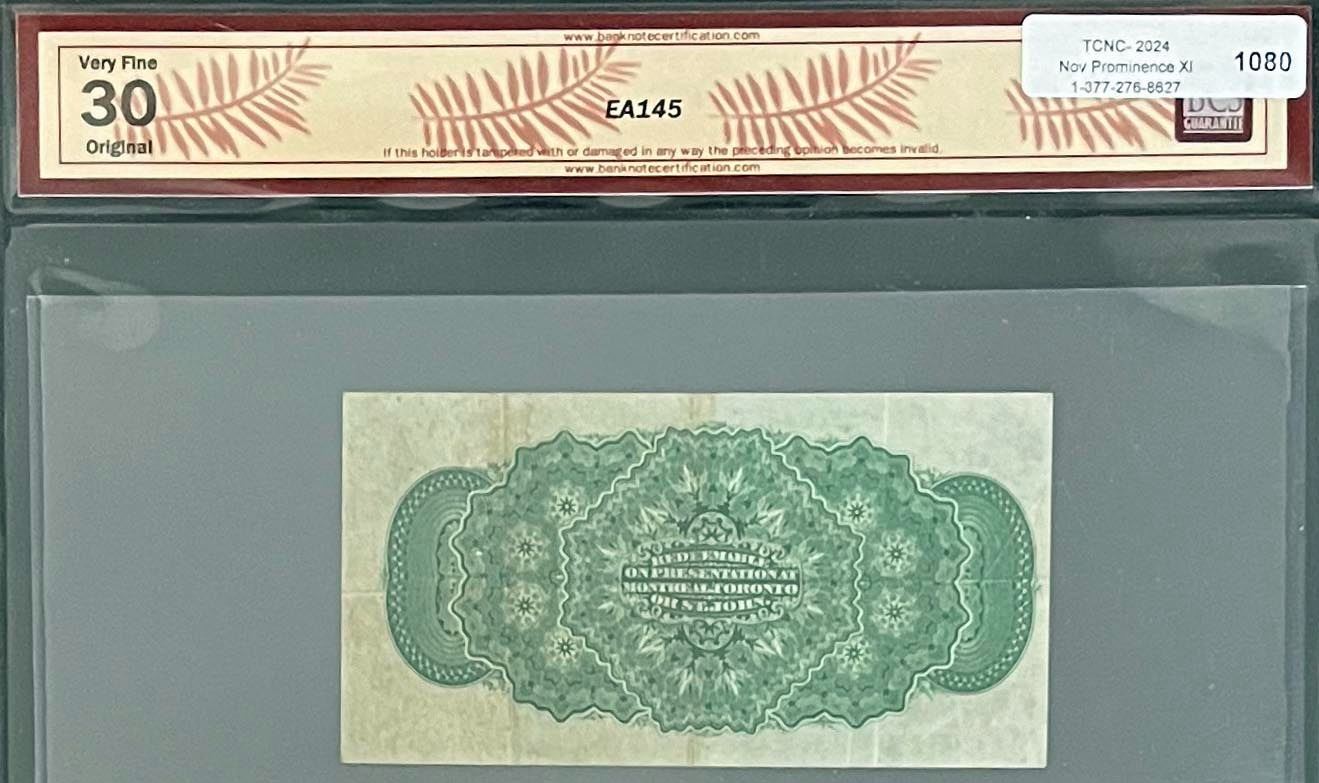 www.banknotecertification.com
Very Fine
30
Original
EA145
If this holder is tampered with or damaged in any way the preceding opinion becomes invalid.
www.banknotecertification.com
TCNC- 2024
Nov Prominence XI
1-377-276-8627
1080
BCS
GUARANTEE
REDEEMABLE
ON PRESENTATION AT
MONTREAL, TORONTO
OR ST. JOHN.